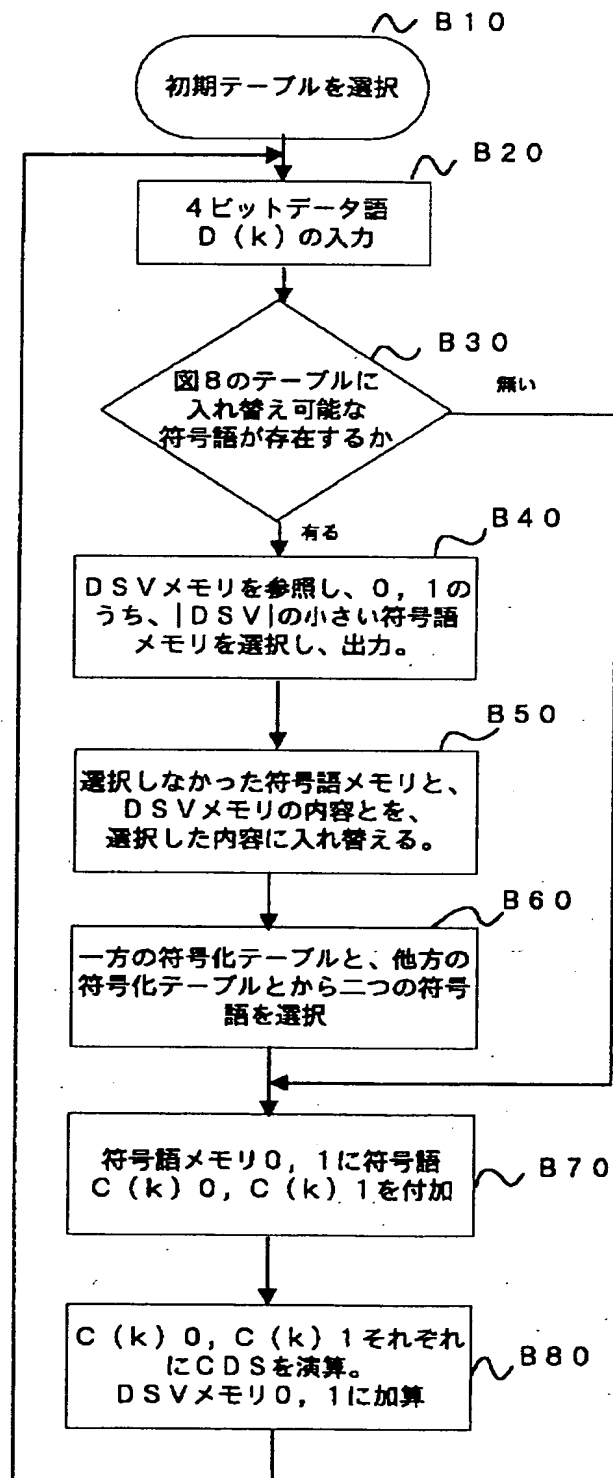 B10
初期テーブルを選択
B20
4ビットデータ語
D(k)の入力
B30
図8のテーブルに
入れ替え可能な
符号語が存在するか
無い
有る
B40
DSVメモリを参照し、0,1の
うち、|DSV|の小さい符号語
メモリを選択し、出力。
B50
選択しなかった符号語メモリと、
DSVメモリの内容とを、
選択した内容に入れ替える。
B60
一方の符号化テーブルと、他方の
符号化テーブルとから二つの符号
語を選択
B70
符号語メモリ0,1に符号語
C(k)0,C(k)1を付加
B80
C(k)0,C(k)1それぞれ
にCDSを演算。
DSVメモリ0,1に加算